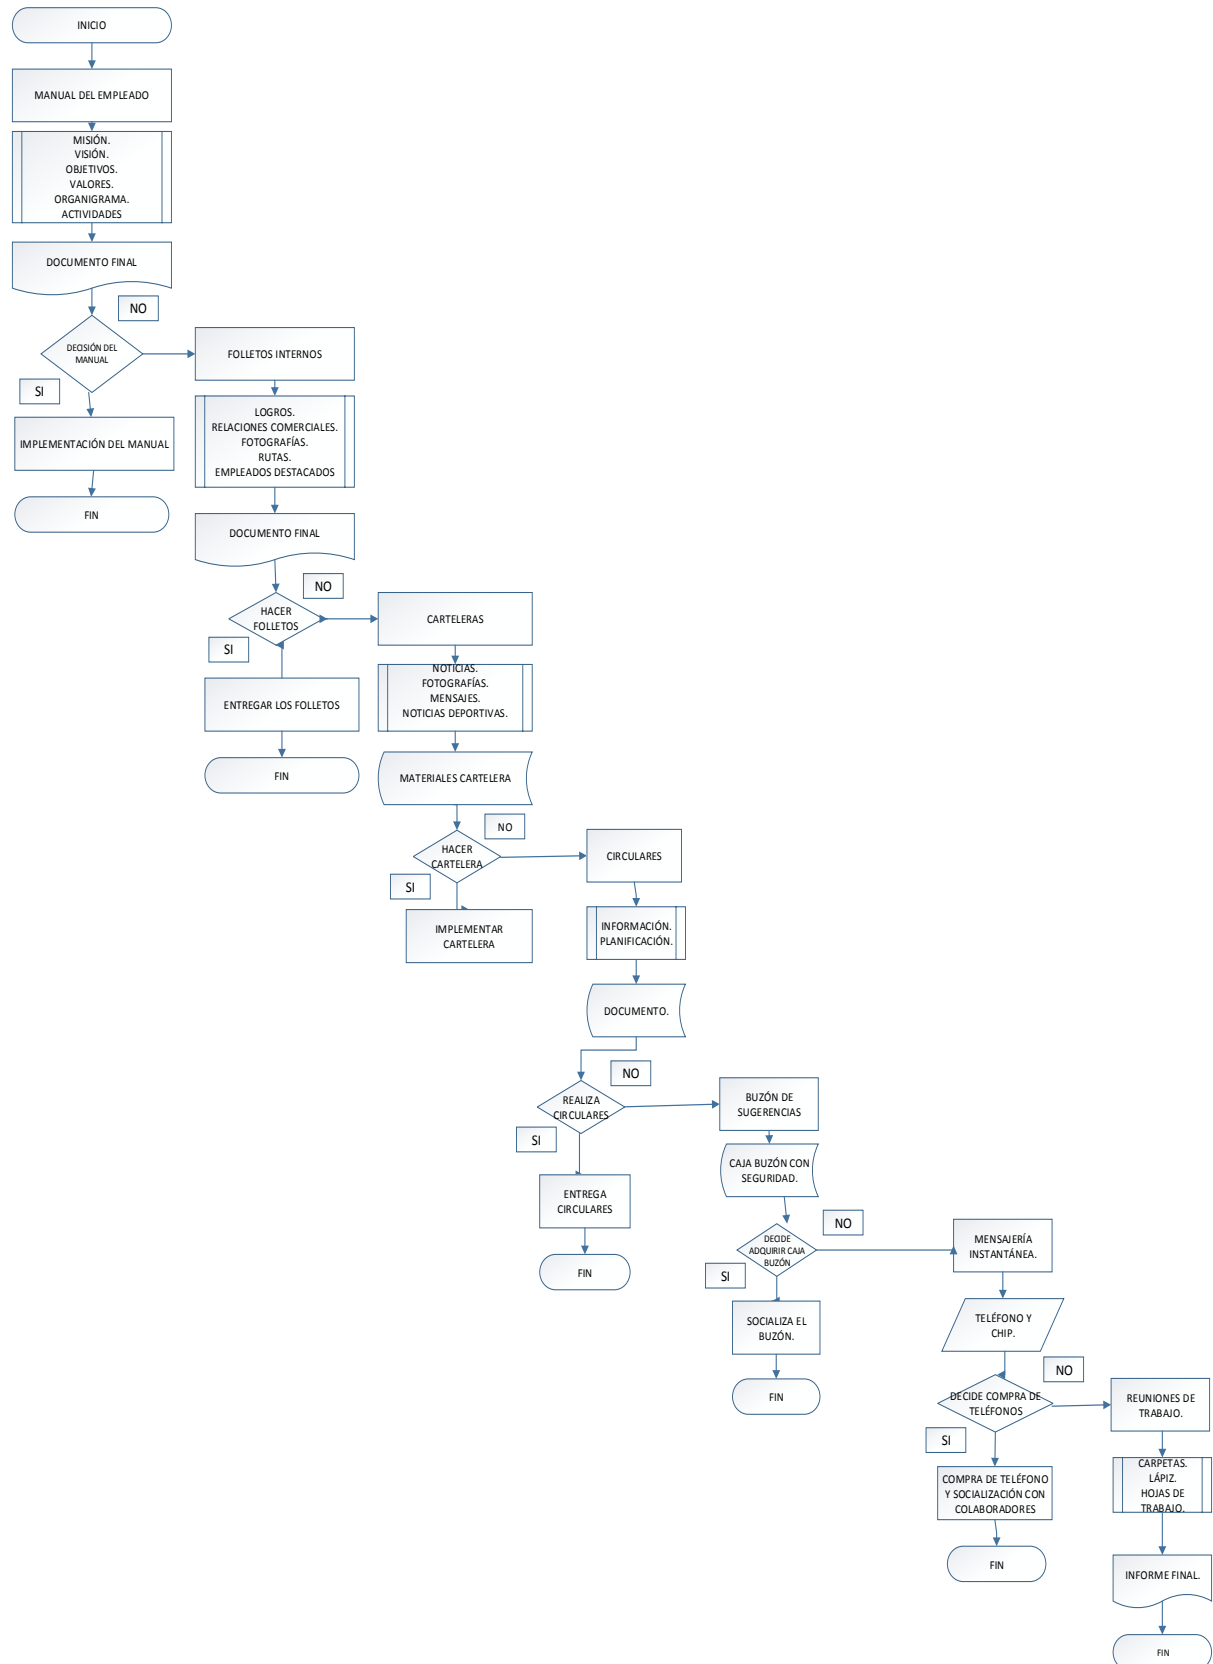 INICIO
MANUAL DEL EMPLEADO
MISIÓN.
VISIÓN.
OBJETIVOS.
VALORES.
ORGANIGRAMA.
ACTIVIDADES
DOCUMENTO FINAL
NO
DECISIÓN DEL
MANUAL
SI
IMPLEMENTACIÓN DEL MANUAL
FIN
FOLLETOS INTERNOS
LOGROS.
RELACIONES COMERCIALES.
FOTOGRAFÍAS.
RUTAS.
EMPLEADOS DESTACADOS
DOCUMENTO FINAL
NO
HACER
FOLLETOS
SI
ENTREGAR LOS FOLLETOS
FIN
CARTELERAS
NOTICIAS.
FOTOGRAFÍAS.
MENSAJES.
NOTICIAS DEPORTIVAS.
MATERIALES CARTELERA
NO
HACER
CARTELERA
SI
IMPLEMENTAR
CARTELERA
CIRCULARES
INFORMACIÓN.
PLANIFICACIÓN.
DOCUMENTO.
NO
REALIZA
CIRCULARES
SI
ENTREGA
CIRCULARES
FIN
BUZÓN DE
SUGERENCIAS
CAJA BUZÓN CON
SEGURIDAD.
NO
DECIDE
ADQUIRIR CAJA
BUZÓN
SI
SOCIALIZA EL
BUZÓN.
FIN
MENSAJERÍA
INSTANTÁNEA.
TELÉFONO Y
CHIP.
NO
DECIDE COMPRA DE
TELÉFONOS
SI
COMPRA DE TELÉFONO
Y SOCIALIZACIÓN CON
COLABORADORES
FIN
REUNIONES DE
TRABAJO.
CARPETAS.
LÁPIZ.
HOJAS DE
TRABAJO.
INFORME FINAL.
FIN